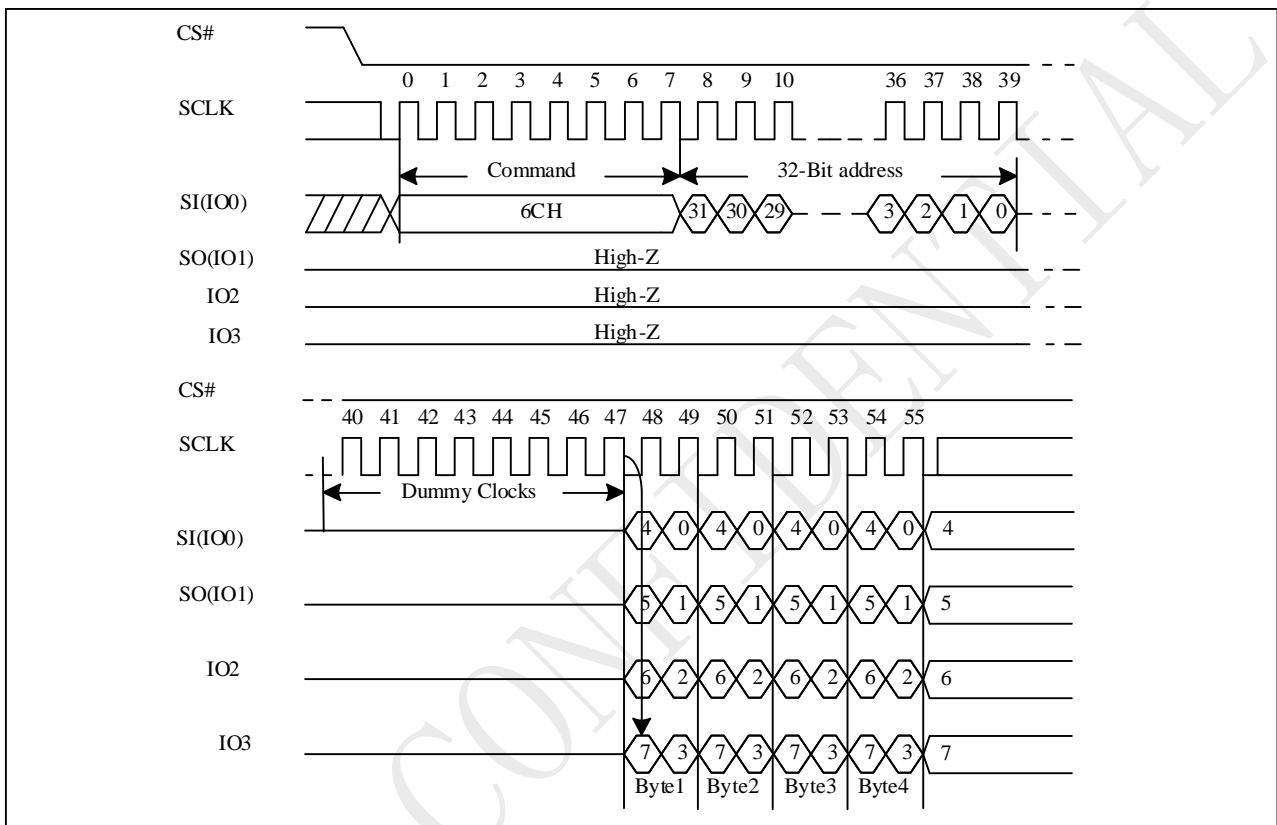 CS#
0 1 2 3 4 5 6 7 8 9 10 36 37 38 39
SCLK
Command 32-Bit address
SI(IO0) 6CH 31 30 29 3 2 1 0
SO(IO1) High-Z
IO2 High-Z
IO3 High-Z
CS#
40 41 42 43 44 45 46 47 48 49 50 51 52 53 54 55
SCLK
Dummy Clocks
SI(IO0) 4 0 4 0 4 0 4 0 4
SO(IO1) 5 1 5 1 5 1 5 1 5
IO2 6 2 6 2 6 2 6 2 6
IO3 7 3 7 3 7 3 7 3 7
Byte1 Byte2 Byte3 Byte4
CONFIDENTIAL